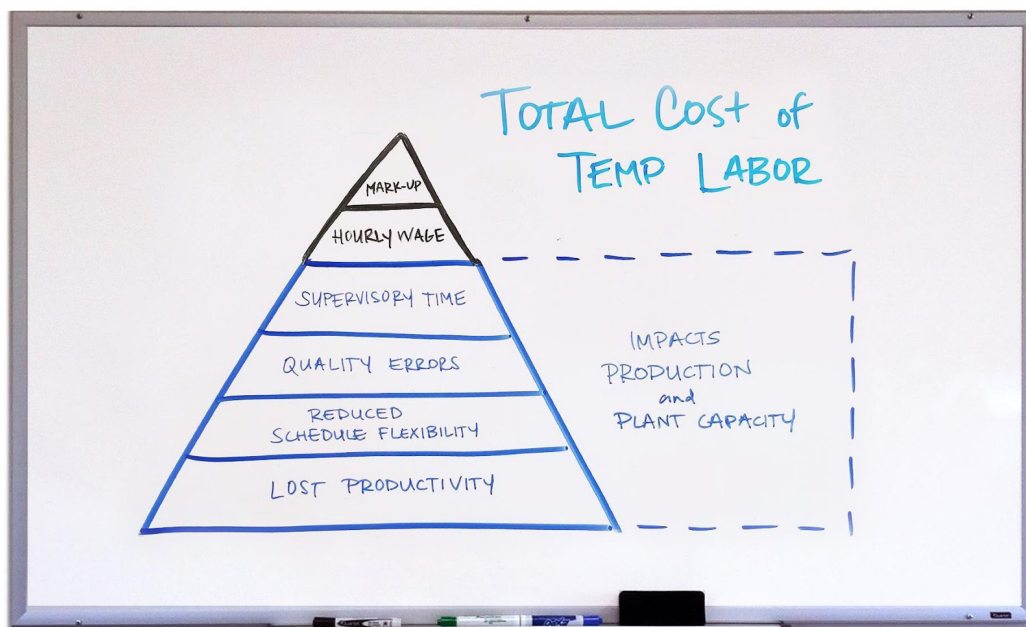 TOTAL COST of
TEMP LABOR
MARK-UP
HOURLY WAGE
SUPERVISORY TIME
QUALITY ERRORS
REDUCED
SCHEDULE FLEXIBILITY
LOST PRODUCTIVITY
IMPACTS
PRODUCTION
and
PLANT CAPACITY